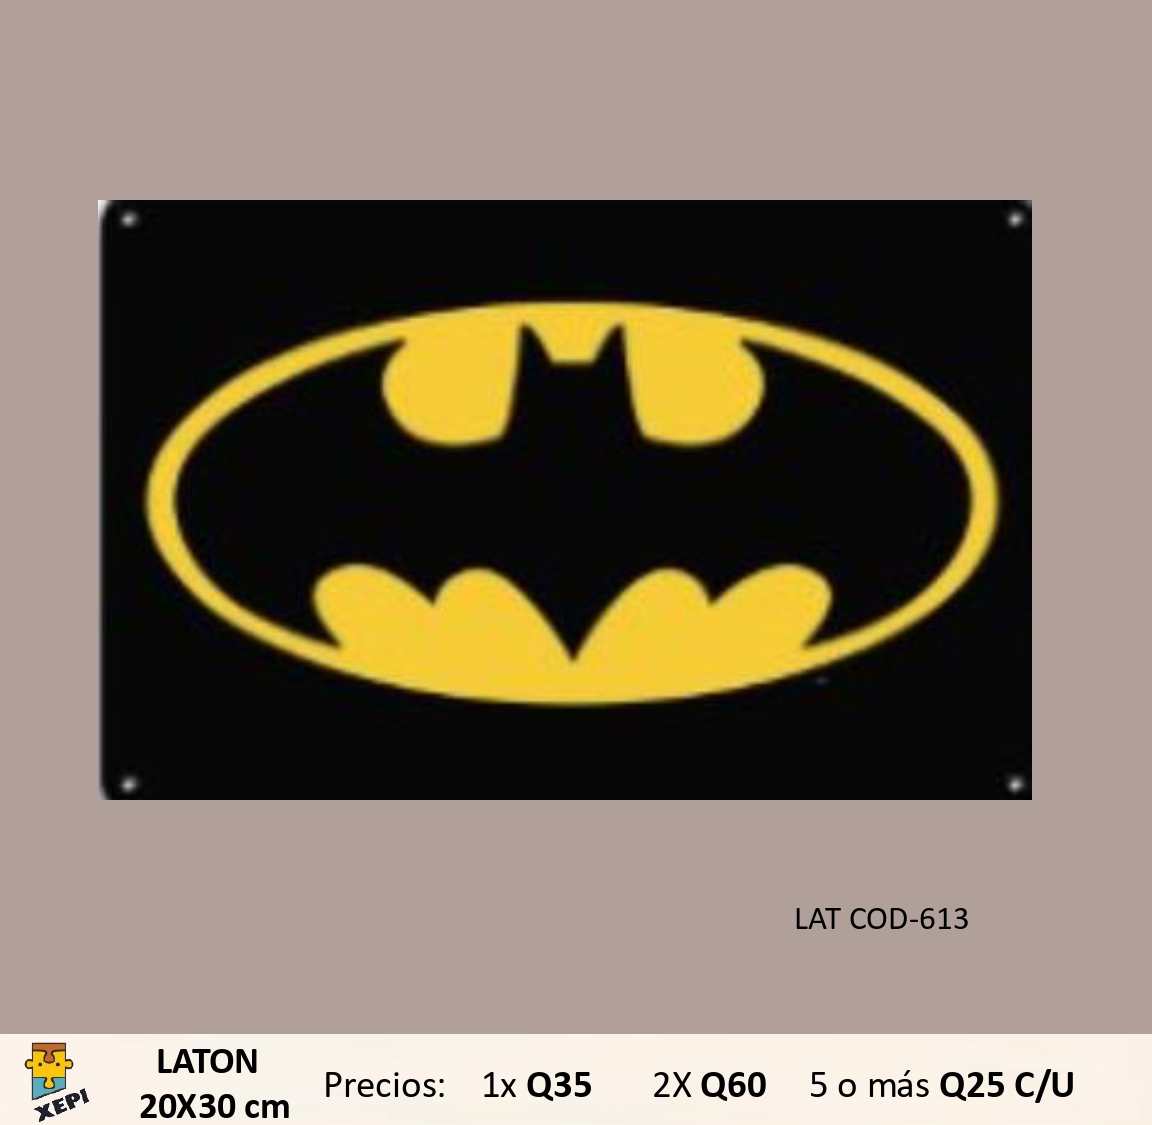 LAT COD-613
LATON
20X30 cm
Precios: 1x Q35 2X Q60 5 o más Q25 C/U
XEPI